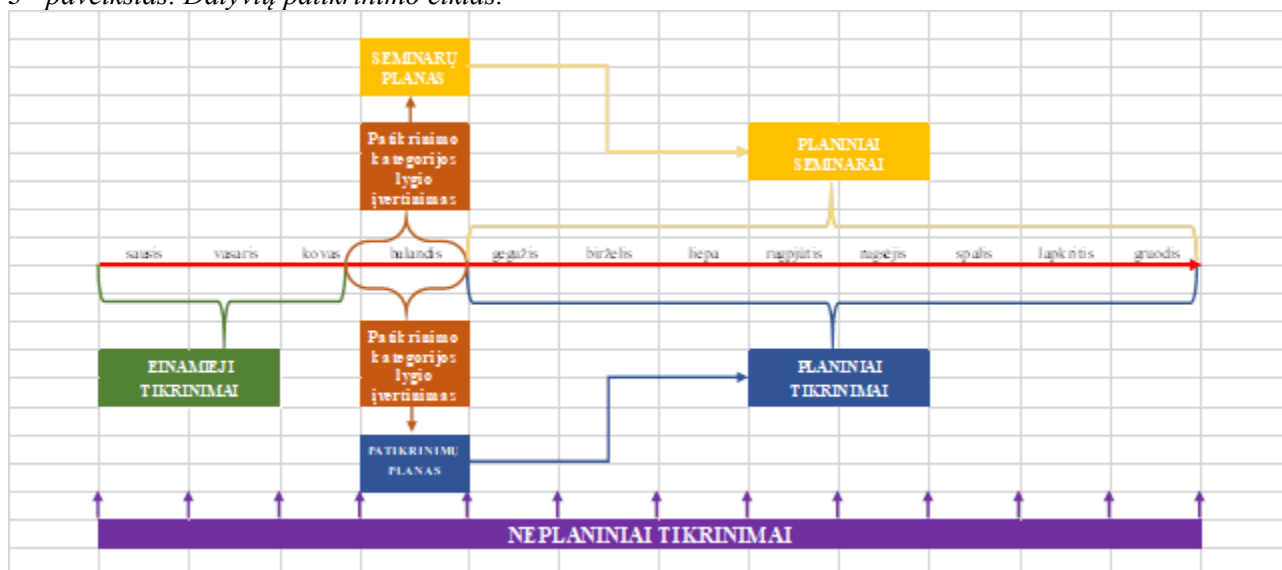 3 paveikslas. Dalyvių patikrinimo ciklas.
SEMINARŲ
PLANAS
Patikrinimo
kategorijos
lygio
įvertinimas
PLANINIAI
SEMINARAI
sausis vasaris kovas balandis gegužis birželis liepa rugpjūtis rugsėjis spalis lapkritis gruodis
Patikrinimo
kategorijos
lygio
įvertinimas
EINAMIEJI
TIKRINIMAI
PLANINIAI
TIKRINIMAI
PATIKRINIMŲ
PLANAS
NEPLANINIAI TIKRINIMAI